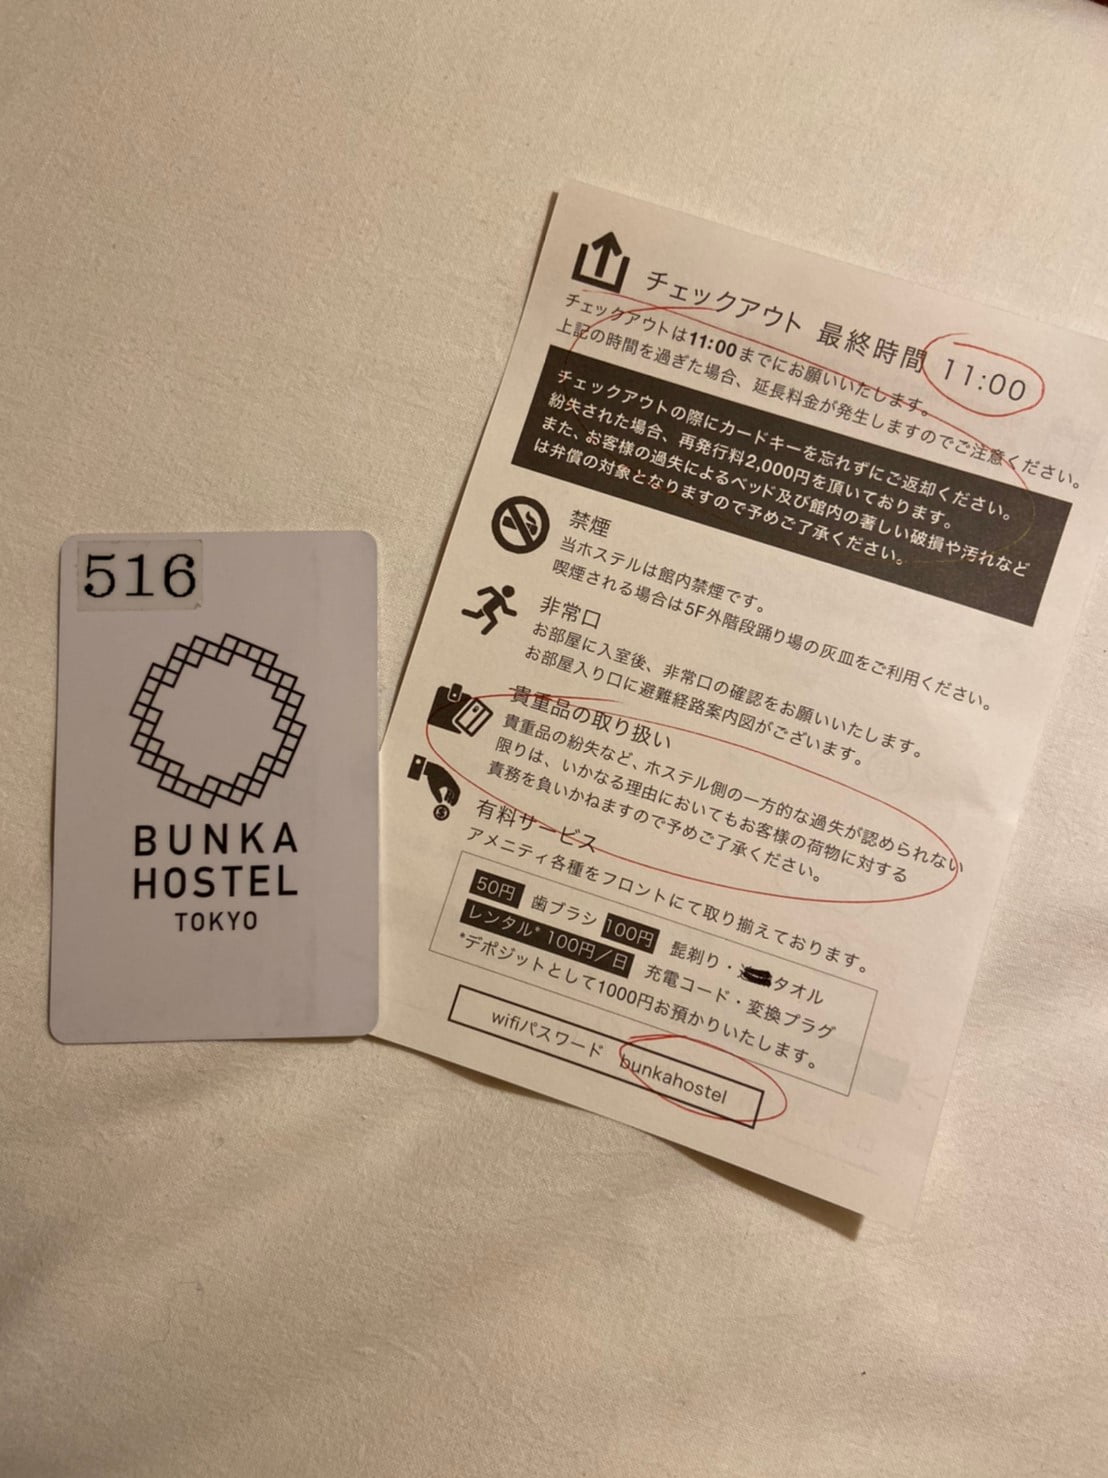 516
BUNKA
HOSTEL
TOKYO
チェックアウト 最終時間 11:00
チェックアウトは11:00までにお願いいたします。
上記の時間を過ぎた場合、延長料金が発生しますのでご注意ください。
チェックアウトの際にカードキーを忘れずにご返却ください。
紛失された場合、再発行料2,000円を頂いております。
また、お客様の過失によるベッド及び館内の著しい破損や汚れなど
は弁償の対象となりますので予めご了承ください。
禁煙
当ホステルは館内禁煙です。
喫煙される場合は5F外階段踊り場の灰皿をご利用ください。
非常口
お部屋に入室後、非常口の確認をお願いいたします。
お部屋入り口に避難経路案内図がございます。
貴重品の取り扱い
貴重品の紛失など、ホステル側の一方的な過失が認められない
限りは、いかなる理由においてもお客様の荷物に対する
責務を負いかねますので予めご了承ください。
有料サービス
アメニティ各種をフロントにて取り揃えております。
50円 歯ブラシ 100円 髭剃り・タオル
レンタル* 100円/日 充電コード・変換プラグ
*デポジットとして1000円お預かりいたします。
wifiパスワード bunkahostel